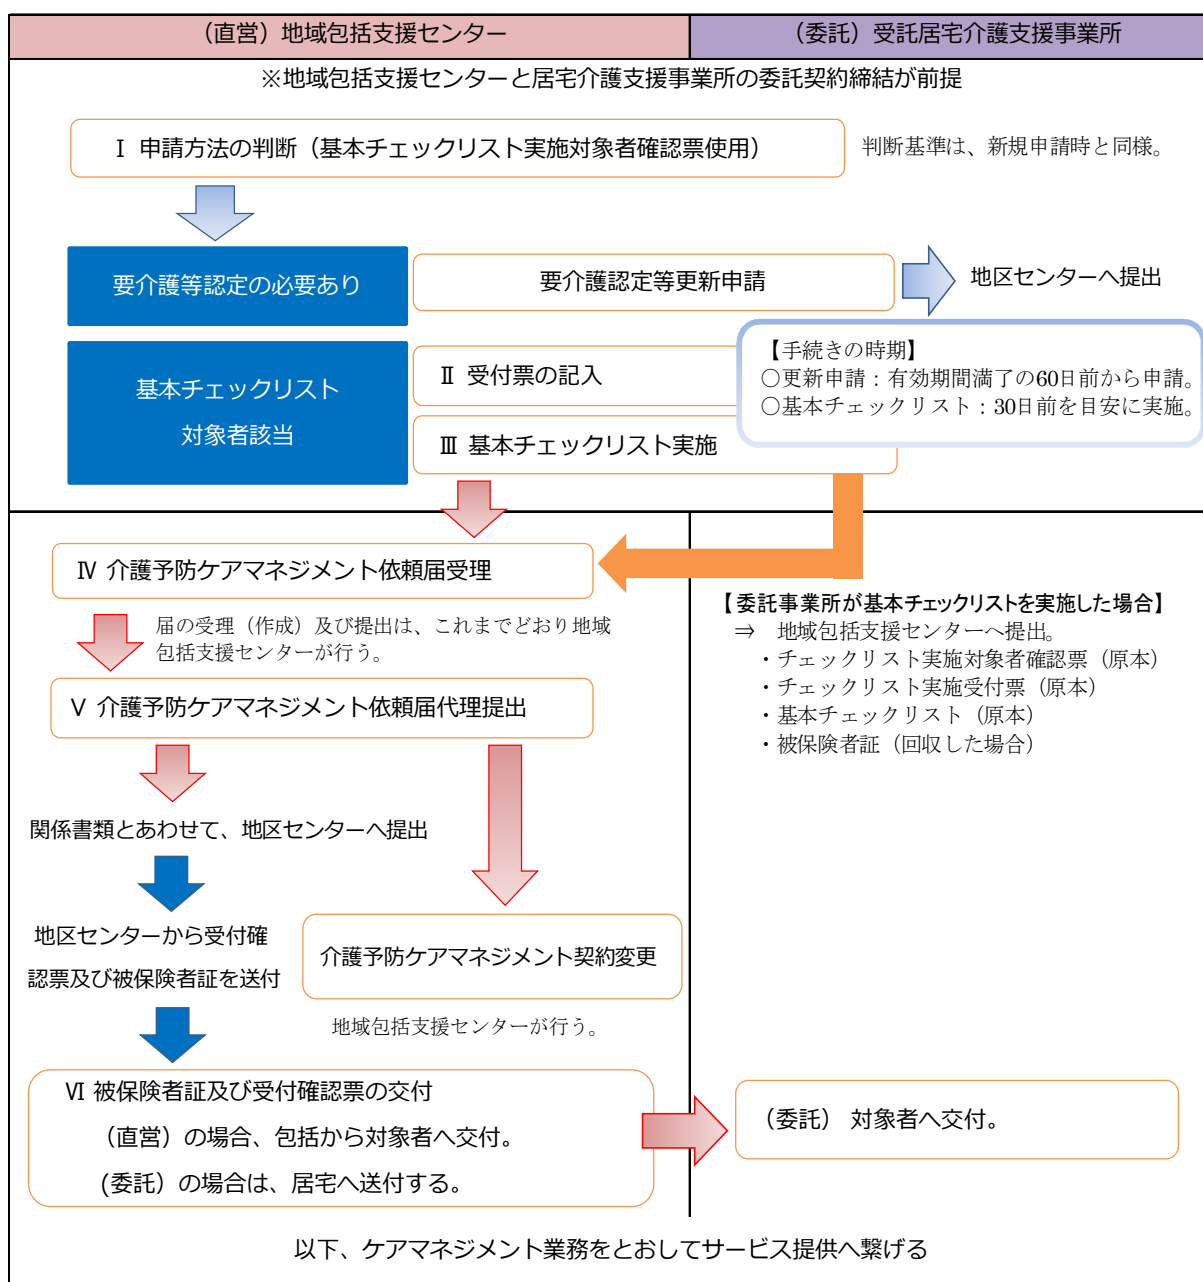 （直営）地域包括支援センター
（委託）受託居宅介護支援事業所
※地域包括支援センターと居宅介護支援事業所の委託契約締結が前提
Ⅰ 申請方法の判断（基本チェックリスト実施対象者確認票使用）
判断基準は、新規申請時と同様。
要介護等認定の必要あり
要介護認定等更新申請
地区センターへ提出
基本チェックリスト
対象者該当
Ⅱ 受付票の記入
Ⅲ 基本チェックリスト実施
【手続きの時期】
○更新申請：有効期間満了の60日前から申請。
○基本チェックリスト：30日前を目安に実施。
Ⅳ 介護予防ケアマネジメント依頼届受理
届の受理（作成）及び提出は、これまでどおり地域
包括支援センターが行う。
Ⅴ 介護予防ケアマネジメント依頼届代理提出
【委託事業所が基本チェックリストを実施した場合】
⇒ 地域包括支援センターへ提出。
・チェックリスト実施対象者確認票（原本）
・チェックリスト実施受付票（原本）
・基本チェックリスト（原本）
・被保険者証（回収した場合）
関係書類とあわせて、地区センターへ提出
地区センターから受付確
認票及び被保険者証を送付
介護予防ケアマネジメント契約変更
地域包括支援センターが行う。
Ⅵ 被保険者証及び受付確認票の交付
（直営）の場合、包括から対象者へ交付。
(委託）の場合は、居宅へ送付する。
（委託） 対象者へ交付。
以下、ケアマネジメント業務をとおしてサービス提供へ繋げる